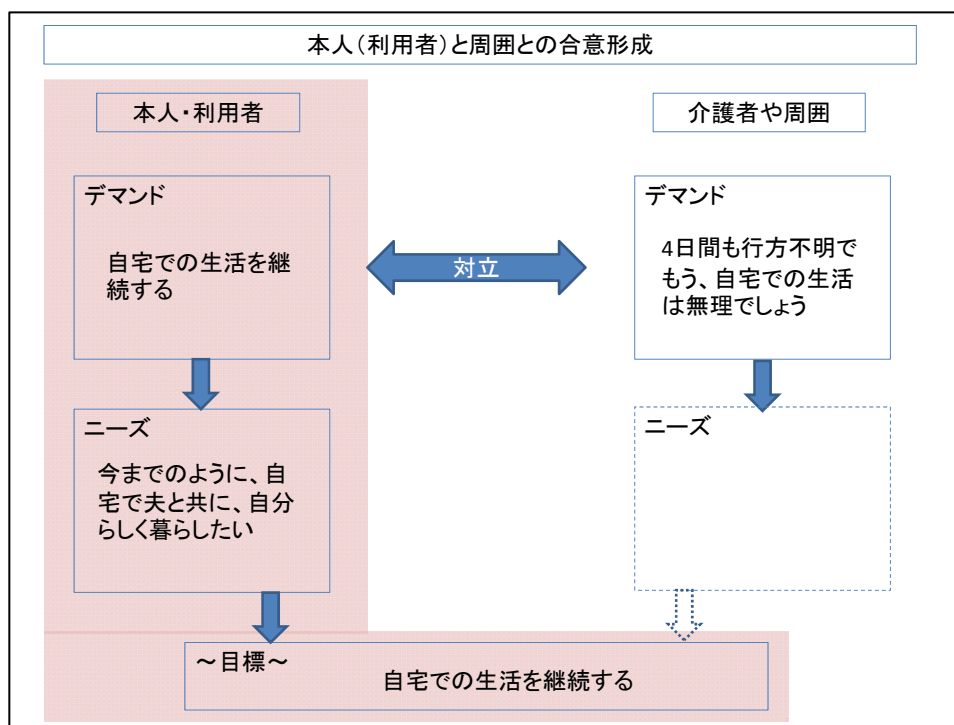 本人（利用者）と周囲との合意形成
本人・利用者
介護者や周囲
デマンド
自宅での生活を継
続する
対立
デマンド
4日間も行方不明で
もう、自宅での生活
は無理でしょう
ニーズ
今までのように、自
宅で夫と共に、自分
らしく暮らしたい
ニーズ
～目標～
自宅での生活を継続する